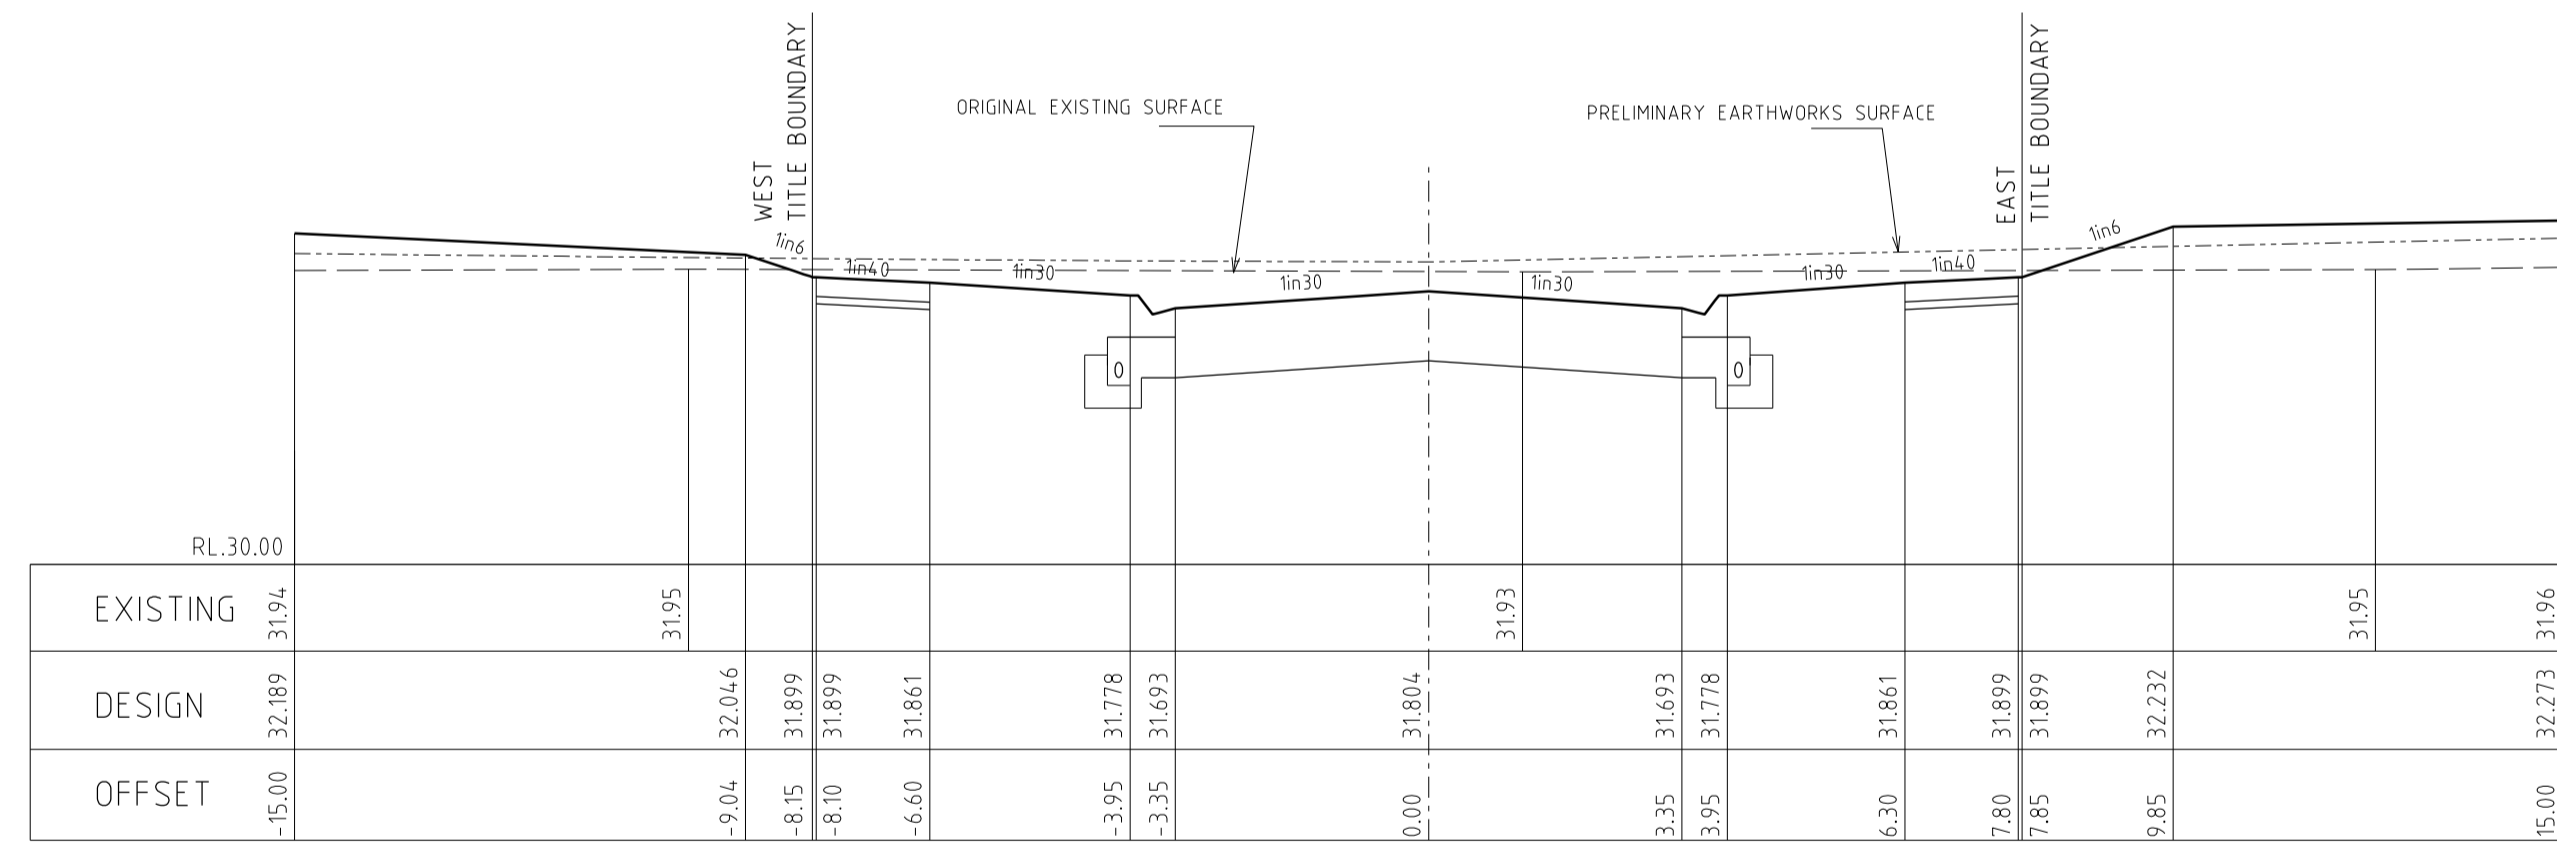 WEST
TITLE BOUNDARY
EAST
TITLE BOUNDARY
ORIGINAL EXISTING SURFACE
PRELIMINARY EARTHWORKS SURFACE
1in6
1in40
1in30
1in30
1in30
1in30
1in40
1in6
0
0
RL.30.00
EXISTING 31.94 31.95 31.93 31.95 31.96
DESIGN 32.189 32.046 31.899 31.899 31.861 31.778 31.693 31.804 31.693 31.778 31.861 31.899 31.899 32.232 32.273
OFFSET -15.00 -9.04 -8.15 -8.10 -6.60 -3.95 -3.35 0.00 3.35 3.95 6.30 7.80 7.85 9.85 15.00